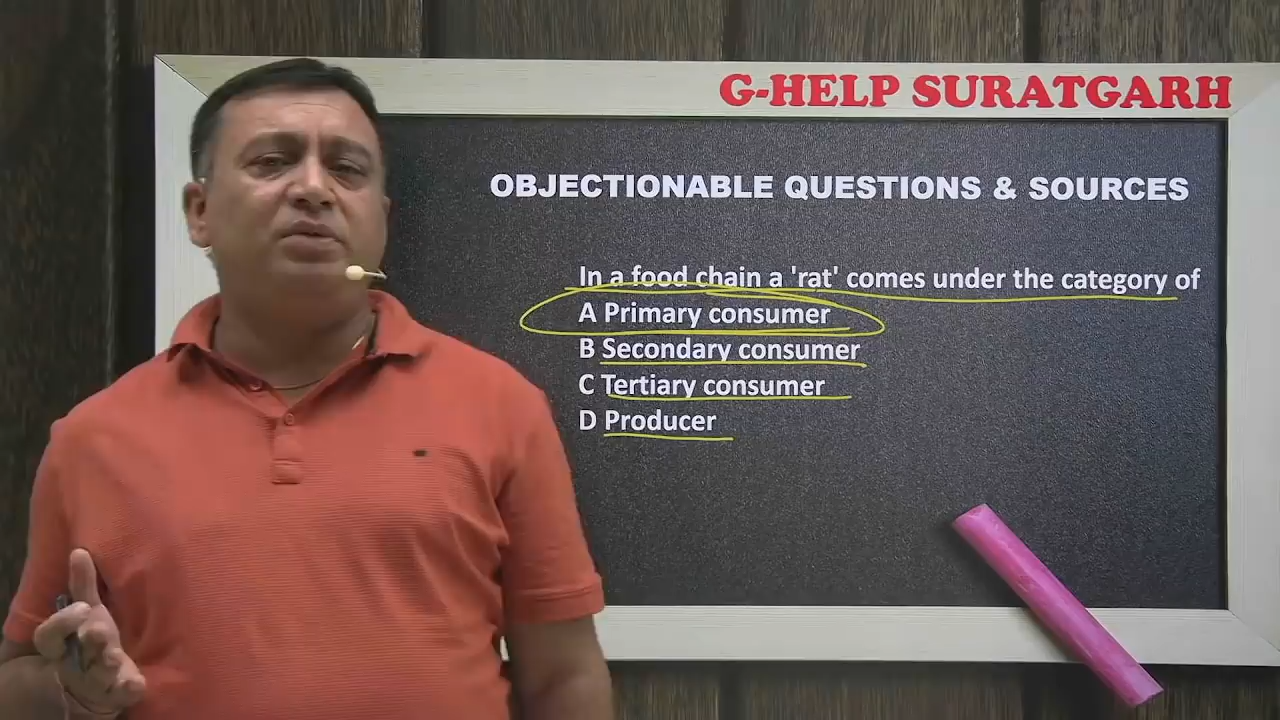 G-HELP SURATGARH
OBJECTIONABLE QUESTIONS & SOURCES
In a food chain a 'rat' comes under the category of
A Primary consumer
B Secondary consumer
C Tertiary consumer
D Producer